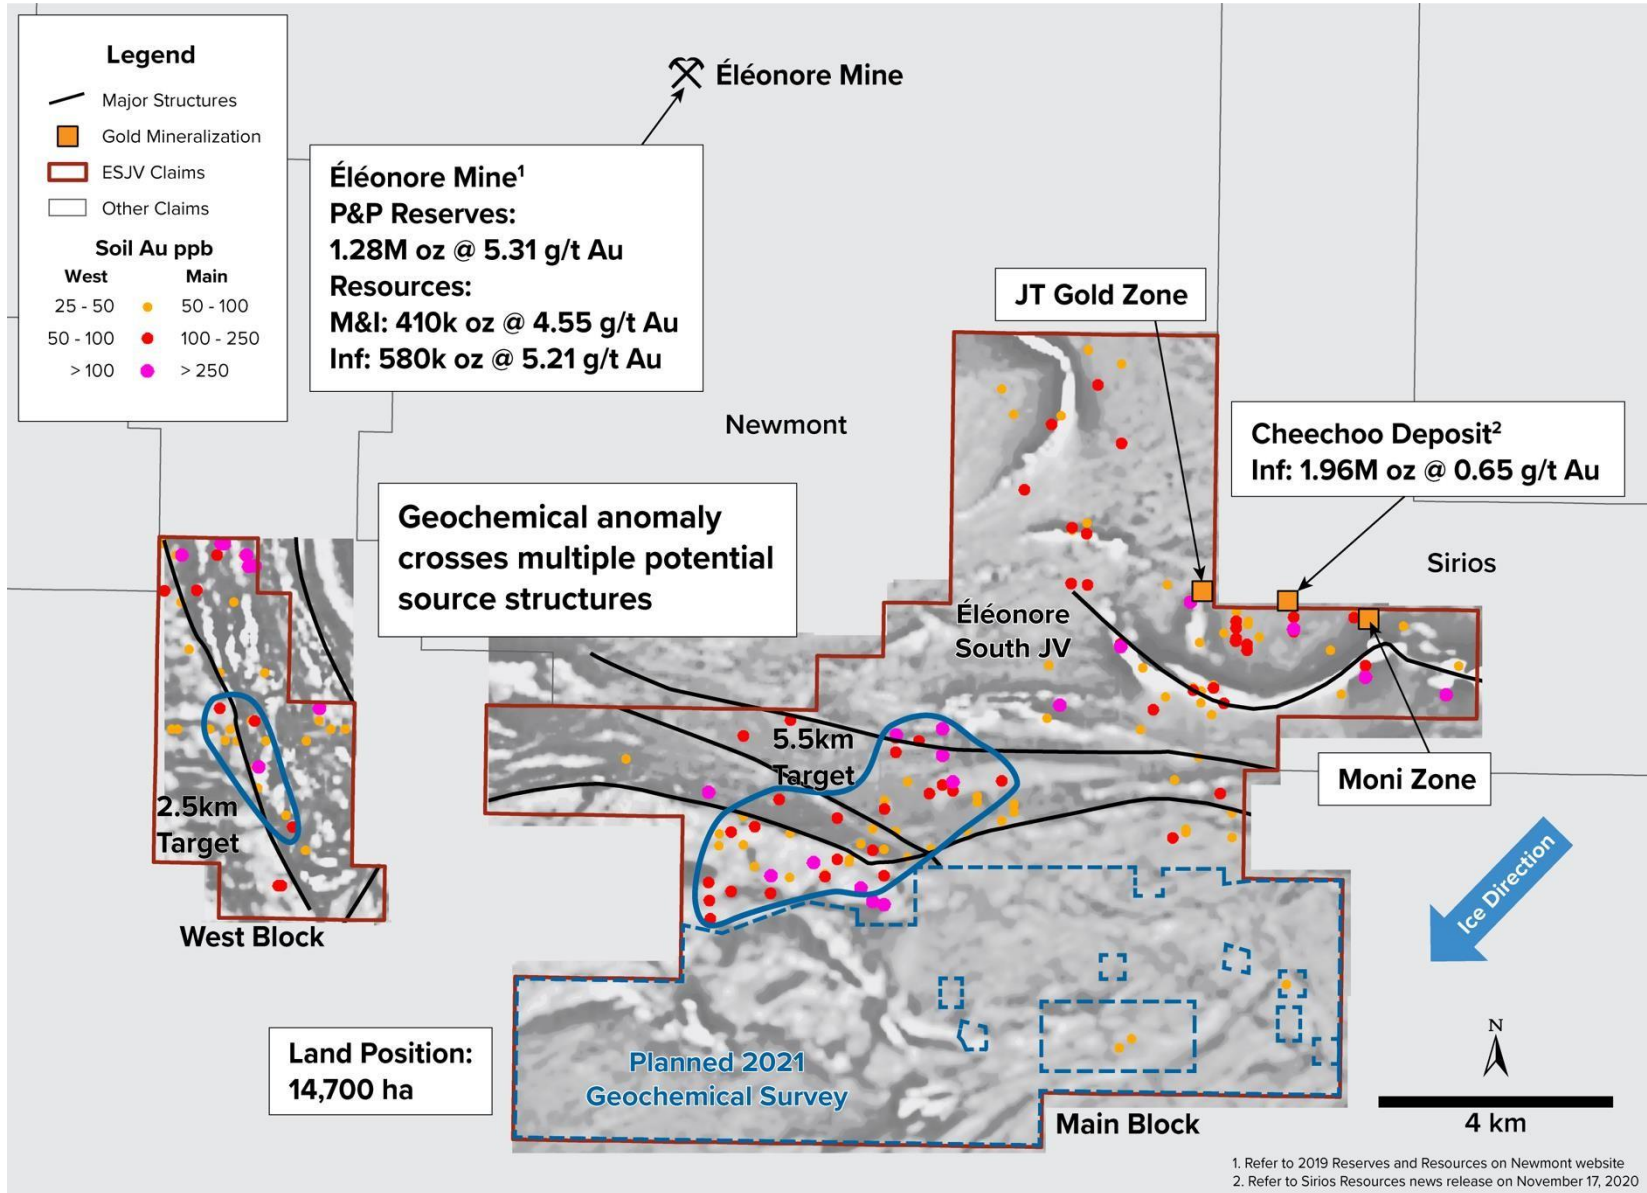 Legend
Major Structures
Gold Mineralization
ESJV Claims
Other Claims
Soil Au ppb
West Main
25 - 50 50 - 100
50 - 100 100 - 250
> 100 > 250
Éléonore Mine
Éléonore Mine¹
P&P Reserves:
1.28M oz @ 5.31 g/t Au
Resources:
M&I: 410k oz @ 4.55 g/t Au
Inf: 580k oz @ 5.21 g/t Au
JT Gold Zone
Newmont
Cheechoo Deposit²
Inf: 1.96M oz @ 0.65 g/t Au
Geochemical anomaly
crosses multiple potential
source structures
Sirios
Éléonore
South JV
5.5km
Target
Moni Zone
2.5km
Target
West Block
Ice Direction
Land Position:
14,700 ha
Planned 2021
Geochemical Survey
Main Block
N
4 km
1. Refer to 2019 Reserves and Resources on Newmont website
2. Refer to Sirios Resources news release on November 17, 2020